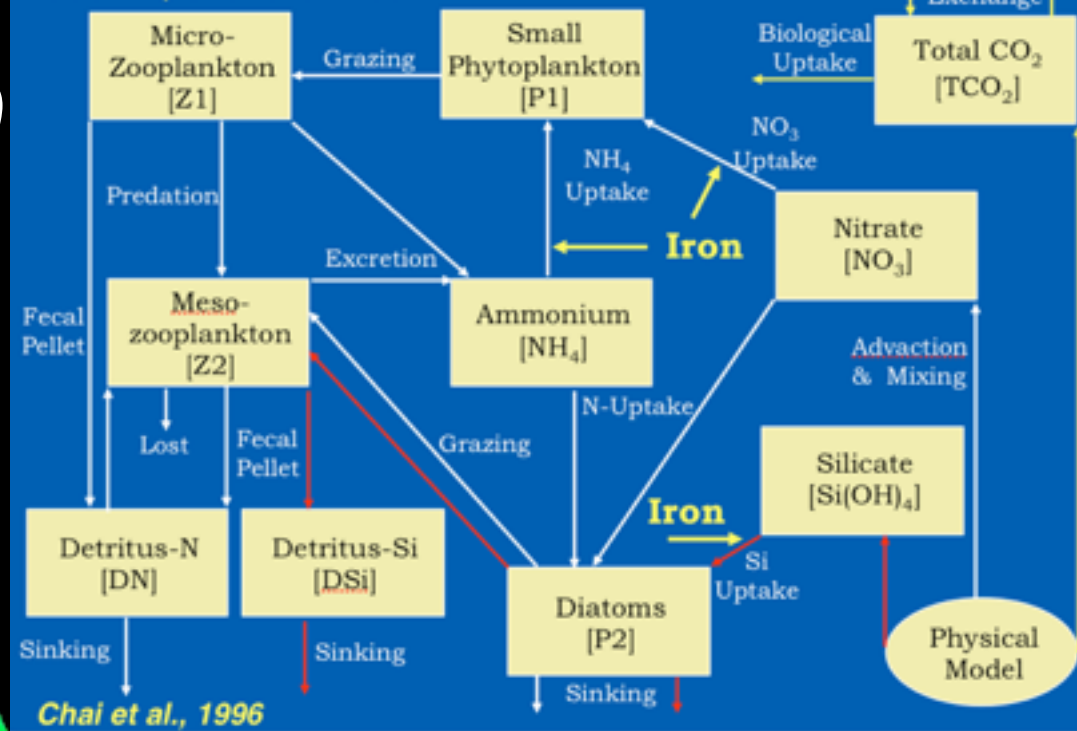 Exchange
Micro-
Zooplankton
[Z1]
Grazing
Small
Phytoplankton
[P1]
Biological
Uptake
Total CO₂
[TCO₂]
NO₃
Uptake
NH₄
Uptake
Predation
Iron
Nitrate
[NO₃]
Excretion
Fecal
Pellet
Meso-
zooplankton
[Z2]
Ammonium
[NH₄]
Advaction
& Mixing
Lost
Fecal
Pellet
Grazing
N-Uptake
Silicate
[Si(OH)₄]
Iron
Si
Uptake
Detritus-N
[DN]
Detritus-Si
[DSi]
Diatoms
[P2]
Physical
Model
Sinking
Sinking
Sinking
Chai et al., 1996